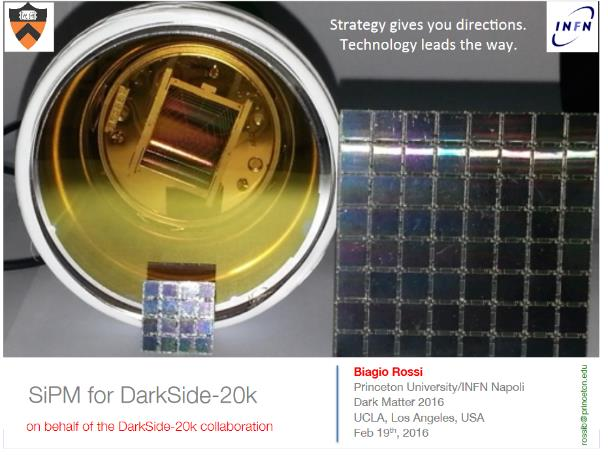 Strategy gives you directions.
Technology leads the way.
INFN
SiPM for DarkSide-20k
on behalf of the DarkSide-20k collaboration
Biagio Rossi
Princeton University/INFN Napoli
Dark Matter 2016
UCLA, Los Angeles, USA
Feb 19th, 2016
rossib@princeton.edu